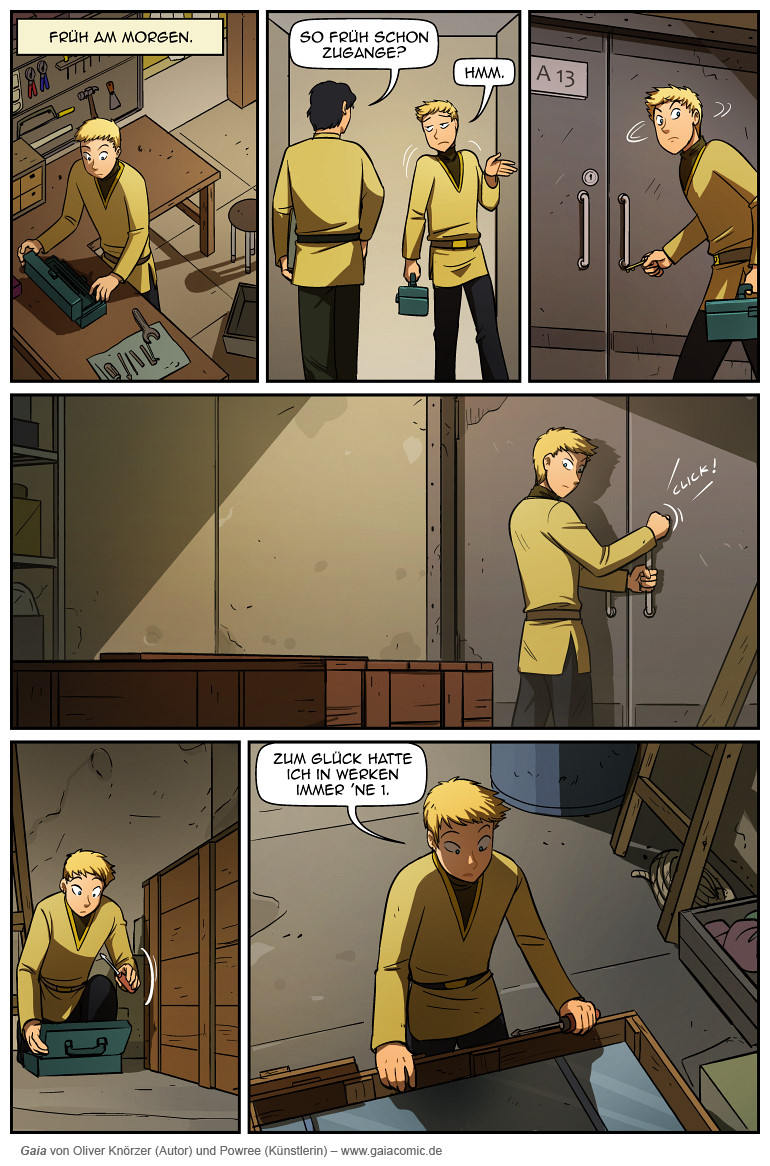 FRÜH AM MORGEN.
SO FRÜH SCHON
ZUGANGE?
HMM.
A 13
CLICK!
ZUM GLÜCK HATTE
ICH IN WERKEN
IMMER 'NE 1.
Gaia von Oliver Knörzer (Autor) und Powree (Künstlerin) – www.gaiacomic.de